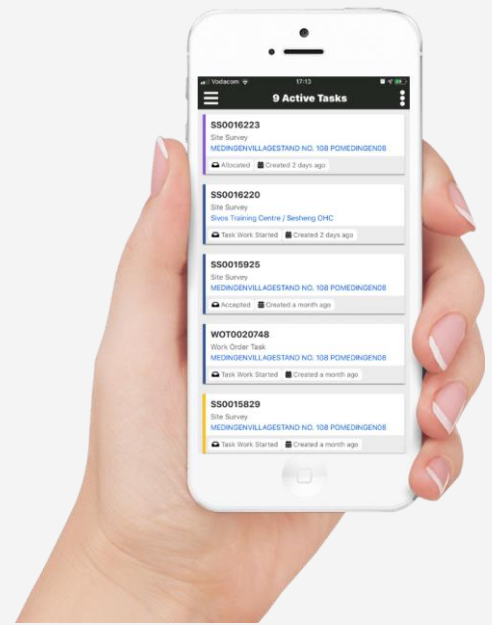 Vodacom 17:13
9 Active Tasks
SS0016223
Site Survey
MEDINGENVILLAGESTAND NO. 108 POMEDINGEN08
Allocated Created 2 days ago
SS0016220
Site Survey
Sivos Training Centre / Sesheng OHC
Task Work Started Created 2 days ago
SS0015925
Site Survey
MEDINGENVILLAGESTAND NO. 108 POMEDINGEN08
Accepted Created a month ago
WOT0020748
Work Order Task
MEDINGENVILLAGESTAND NO. 108 POMEDINGEN08
Task Work Started Created a month ago
SS0015829
Site Survey
MEDINGENVILLAGESTAND NO. 108 POMEDINGEN08
Task Work Started Created a month ago